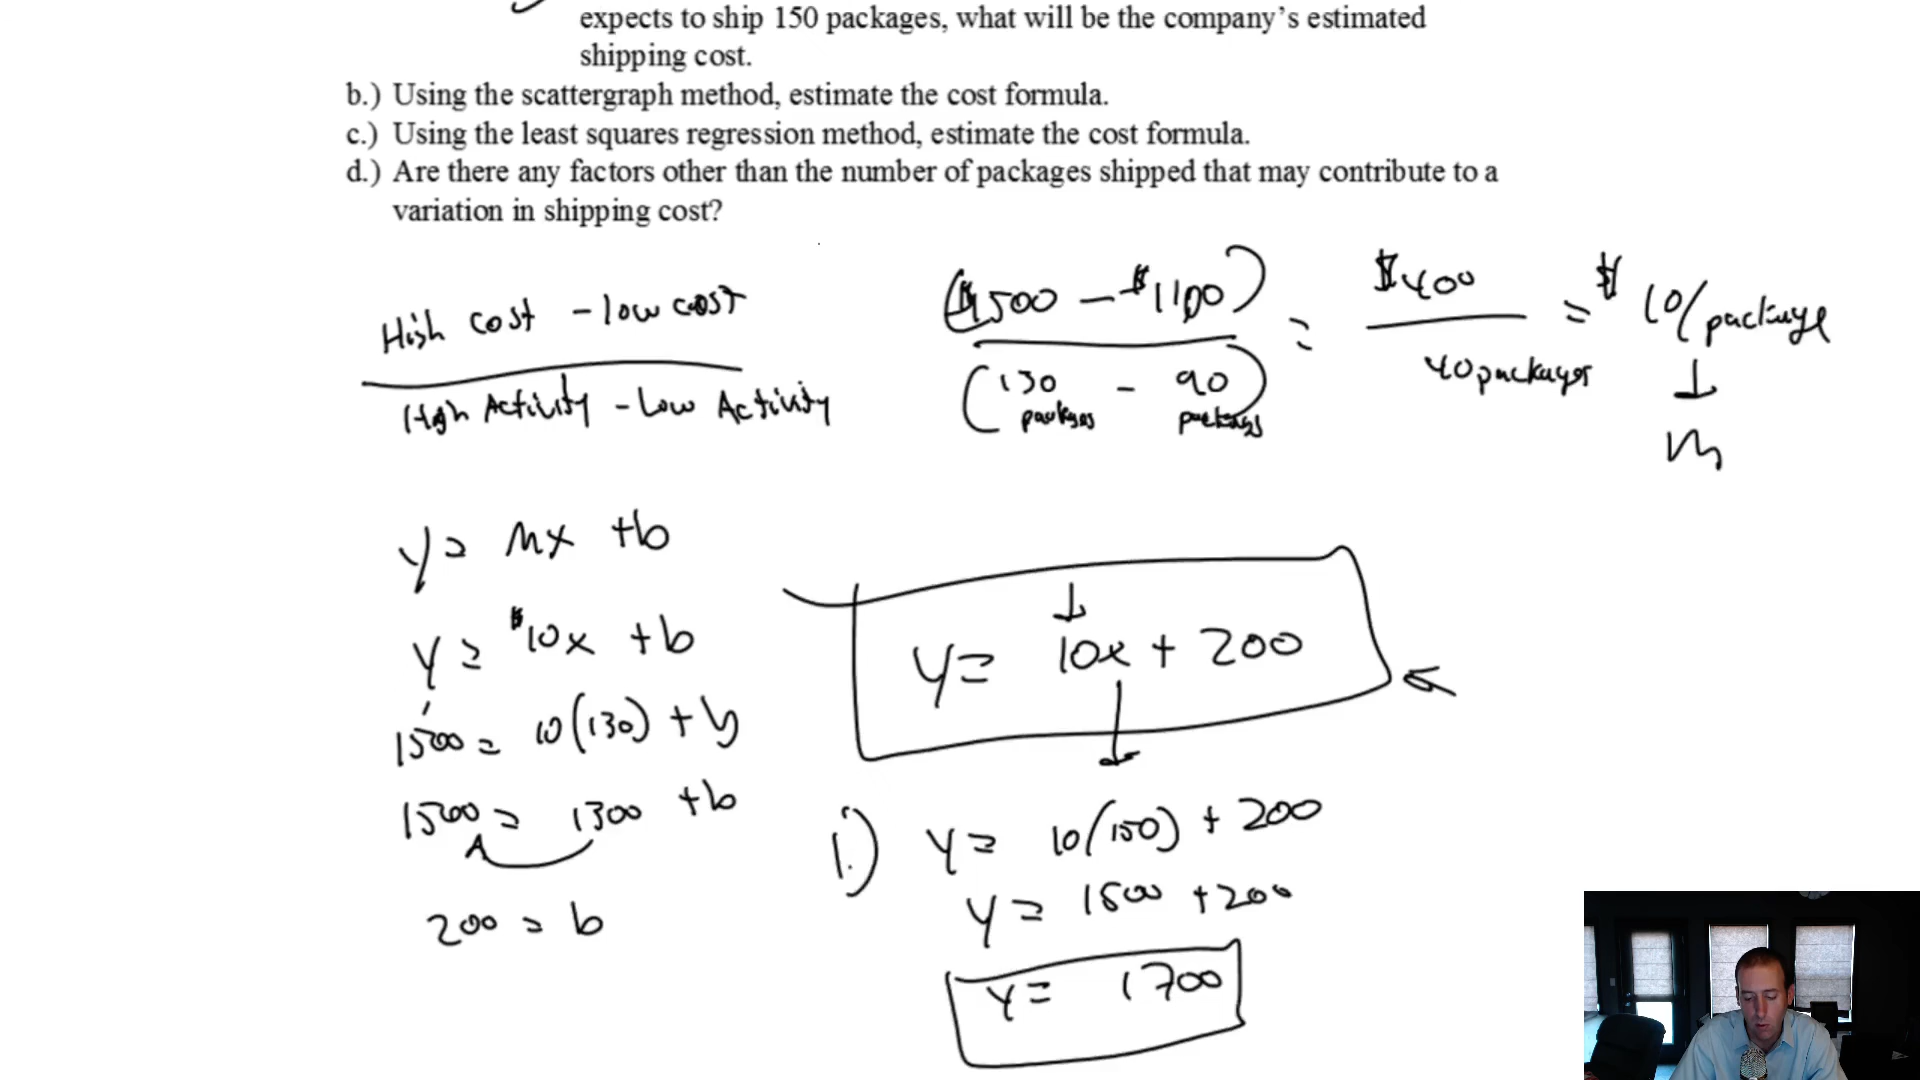 expects to ship 150 packages, what will be the company's estimated
shipping cost.
b.) Using the scattergraph method, estimate the cost formula.
c.) Using the least squares regression method, estimate the cost formula.
d.) Are there any factors other than the number of packages shipped that may contribute to a
variation in shipping cost?
High cost - low cost
High Activity - Low Activity
($1500 - $1100)
(130 packages - 90 packages)
=
$400
40 packages
= $10/package
m
y = mx + b
y = $10x + b
1500 = 10(130) + b
1500 = 1300 + b
200 = b
y = 10x + 200
1.) y = 10(150) + 200
y = 1500 + 200
y = 1700